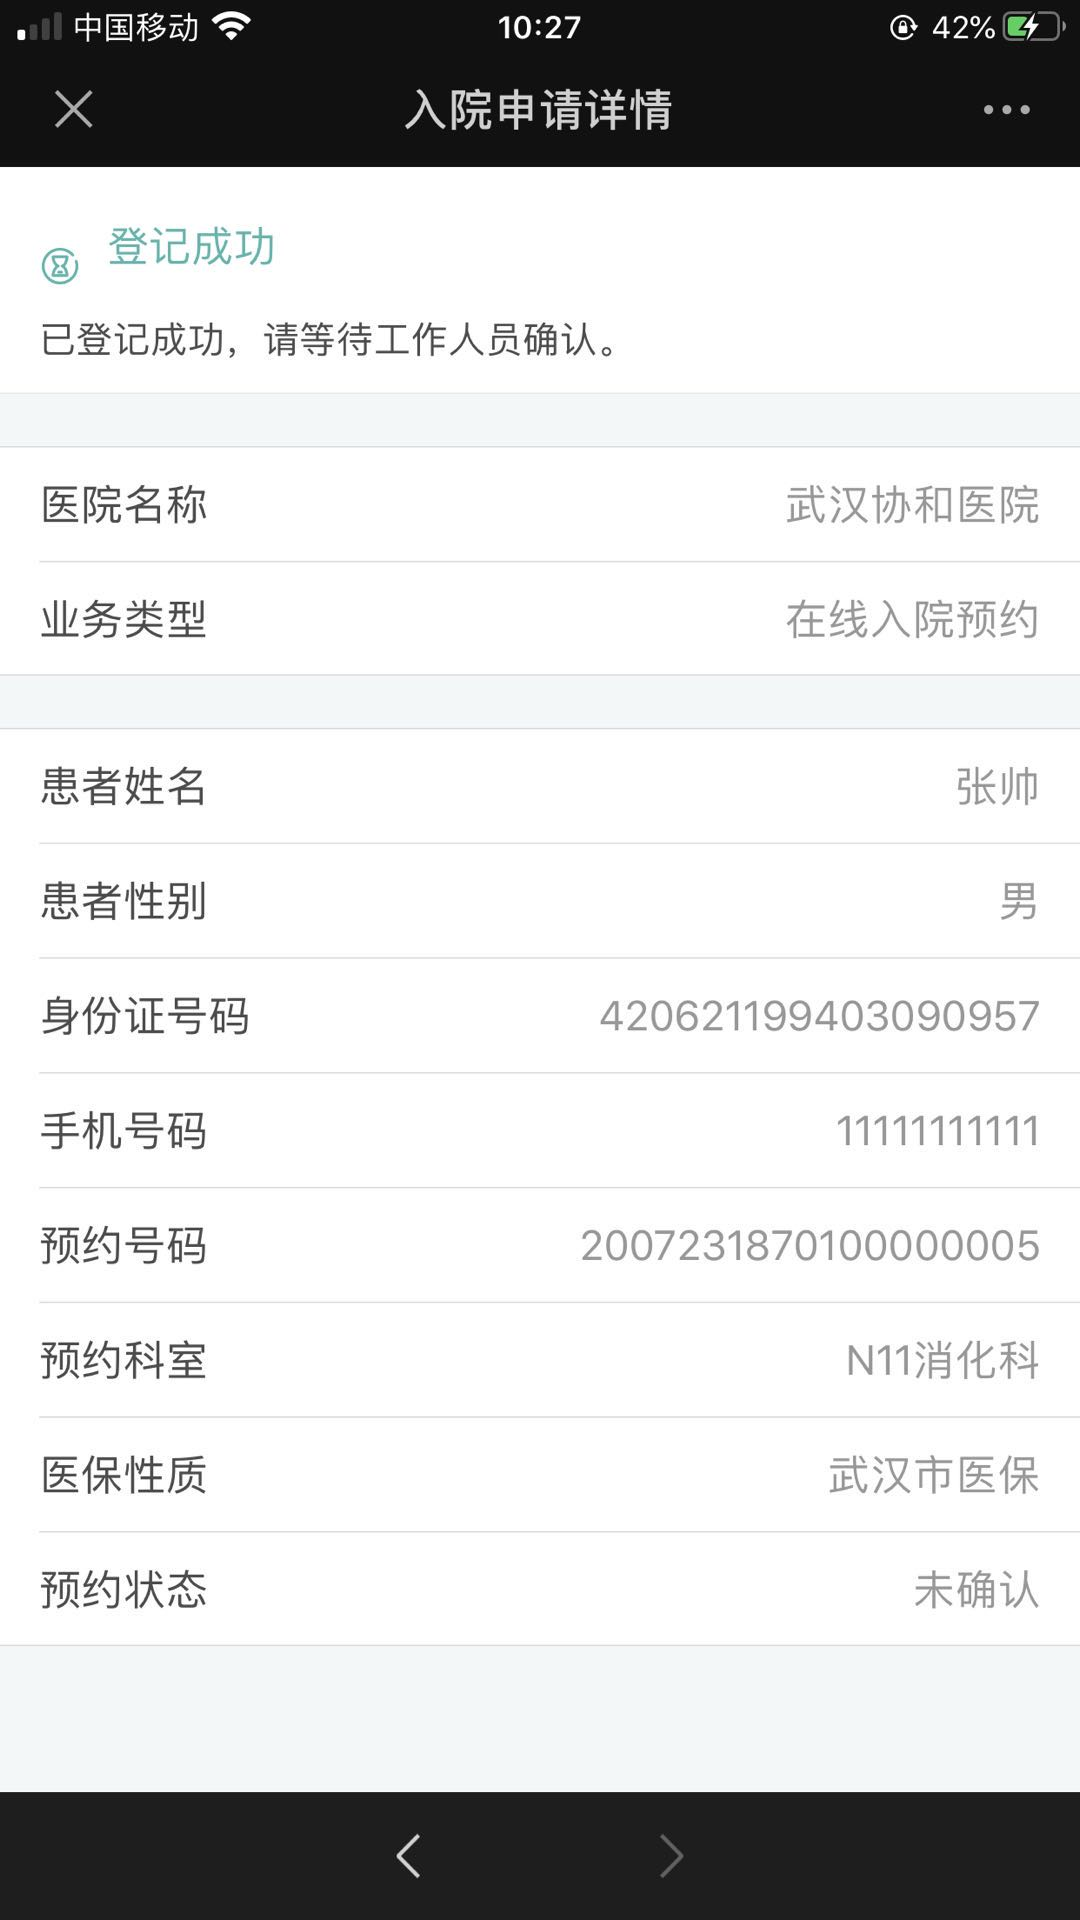 中国移动 10:27 42%
入院申请详情
登记成功
已登记成功，请等待工作人员确认。
医院名称 武汉协和医院
业务类型 在线入院预约
患者姓名 张帅
患者性别 男
身份证号码 420621199403090957
手机号码 11111111111
预约号码 2007231870100000005
预约科室 N11消化科
医保性质 武汉市医保
预约状态 未确认